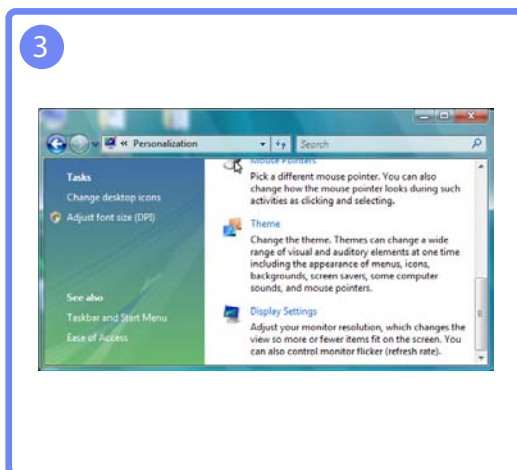 3
« Personalization
Search
Tasks
Change desktop icons
Adjust font size (DPI)
See also
Taskbar and Start Menu
Ease of Access
Mouse Pointers
Pick a different mouse pointer. You can also
change how the mouse pointer looks during such
activities as clicking and selecting.
Theme
Change the theme. Themes can change a wide
range of visual and auditory elements at one time
including the appearance of menus, icons,
backgrounds, screen savers, some computer
sounds, and mouse pointers.
Display Settings
Adjust your monitor resolution, which changes the
view so more or fewer items fit on the screen. You
can also control monitor flicker (refresh rate).